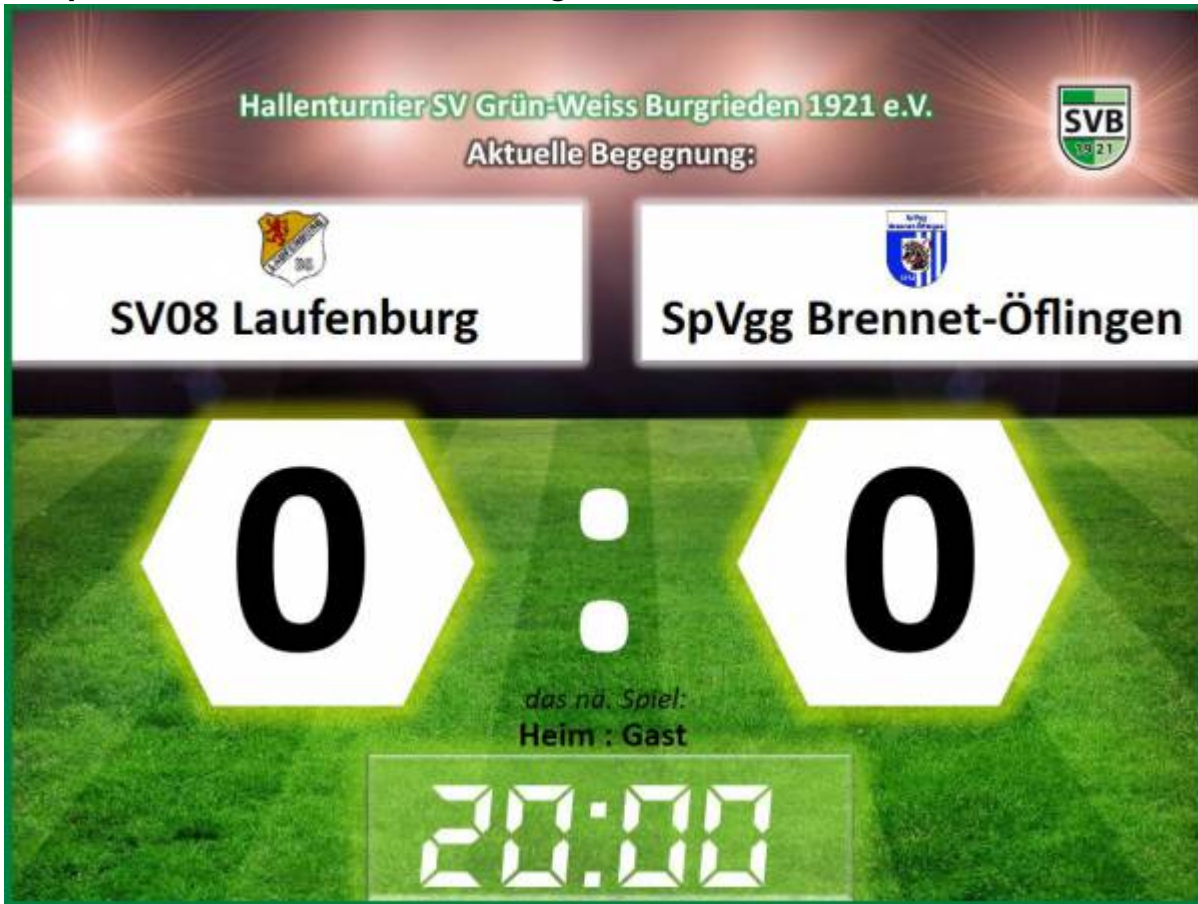 Hallenturnier SV Grün-Weiss Burgrieden 1921 e.V.
Aktuelle Begegnung:
SVB
1921
SV08 Laufenburg
SpVgg Brennet-Öflingen
0 : 0
das nä. Spiel:
Heim : Gast
20:00